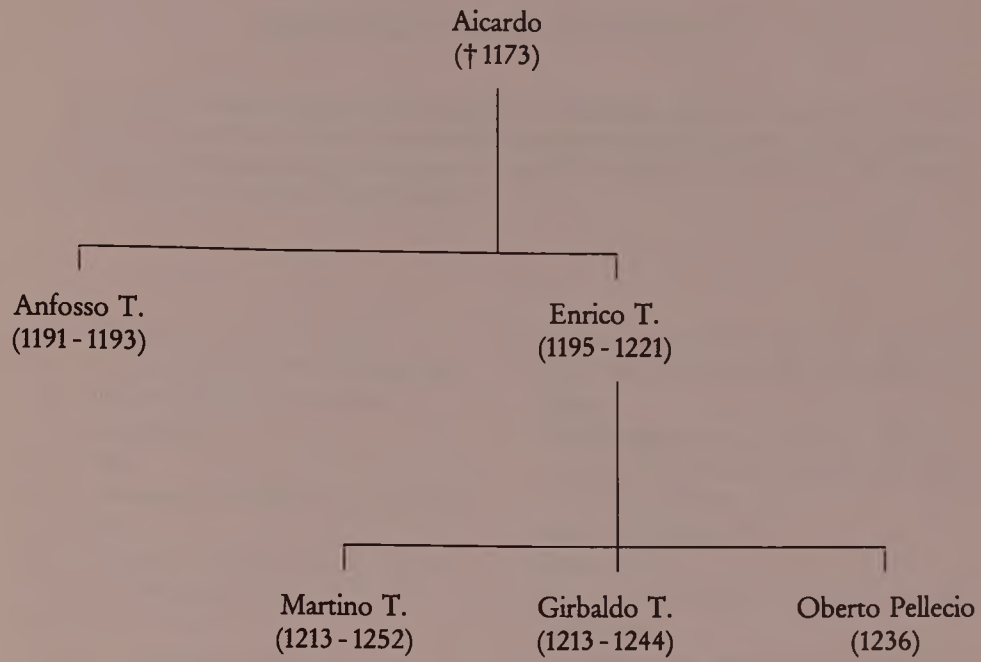 Aicardo
(† 1173)
Anfosso T.
(1191 - 1193)
Enrico T.
(1195 - 1221)
Martino T.
(1213 - 1252)
Girbaldo T.
(1213 - 1244)
Oberto Pellecio
(1236)